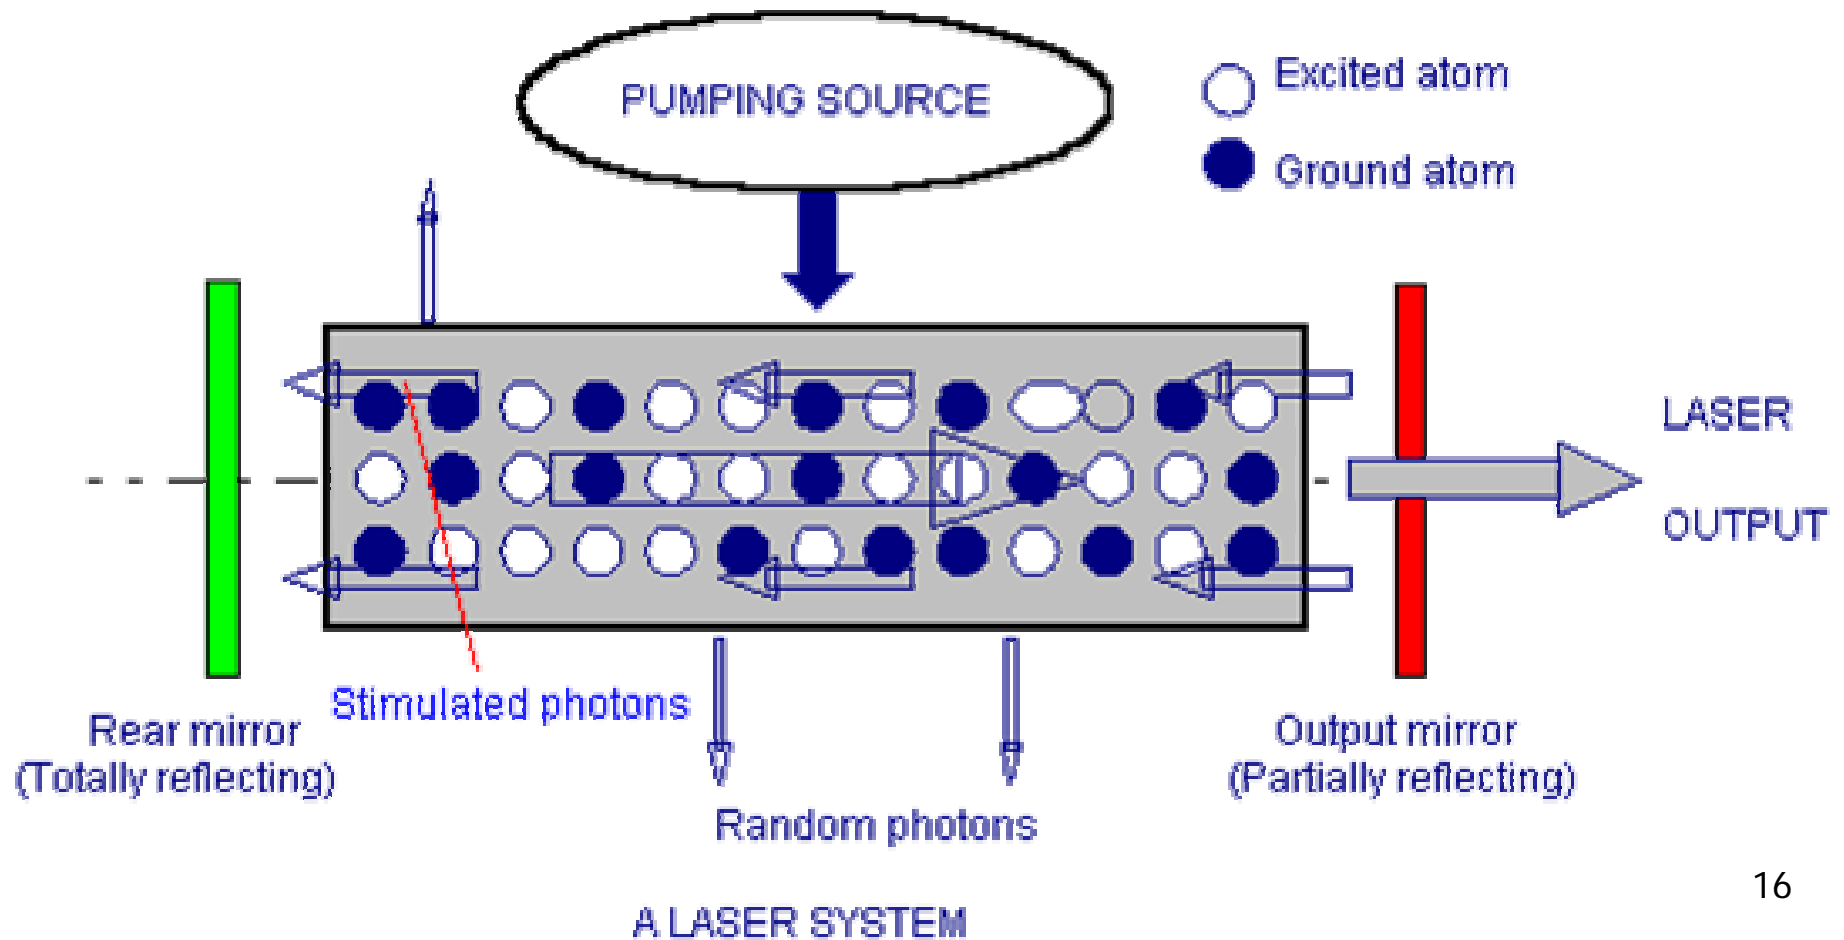 PUMPING SOURCE
Excited atom
Ground atom
LASER
OUTPUT
Stimulated photons
Rear mirror
(Totally reflecting)
Output mirror
(Partially reflecting)
Random photons
16
A LASER SYSTEM